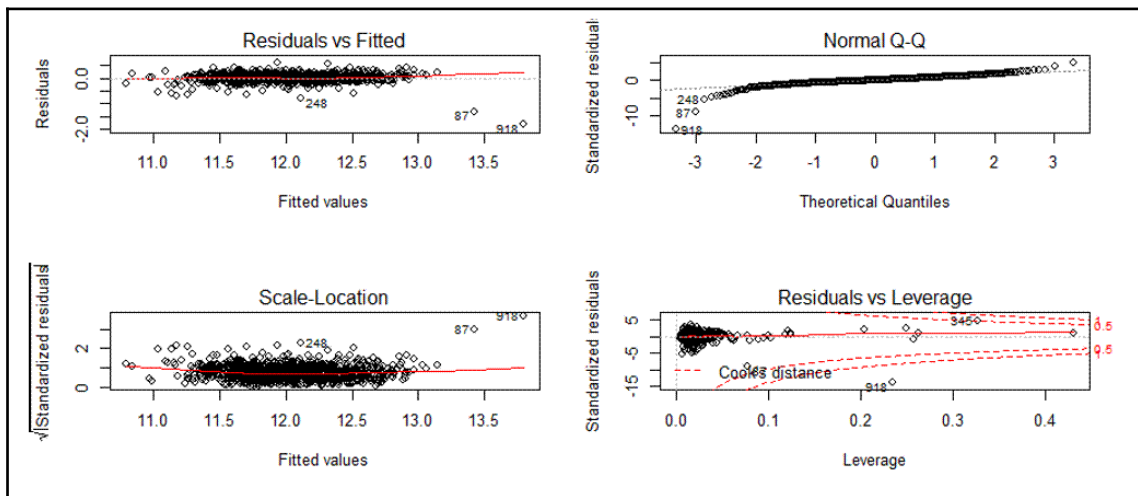 Residuals vs Fitted
Residuals
0.0
-2.0
248
87
918
11.0 11.5 12.0 12.5 13.0 13.5
Fitted values
Normal Q-Q
Standardized residuals
0
-10
248
87
918
-3 -2 -1 0 1 2 3
Theoretical Quantiles
Scale-Location
√|Standardized residuals|
2
0
248
87
918
11.0 11.5 12.0 12.5 13.0 13.5
Fitted values
Residuals vs Leverage
Standardized residuals
5
-5
-15
345
1
0.5
0.5
1
Cook's distance
918
0.0 0.1 0.2 0.3 0.4
Leverage